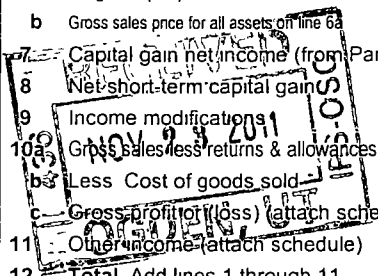 b Gross sales price for all assets on line 6a
7 Capital gain net income (from Par
8 Net short-term capital gain
9 Income modifications
10a Gross sales less returns & allowances
b Less Cost of goods sold
c Gross profit or (loss) (attach sche
11 Other income (attach schedule)
12 Total. Add lines 1 through 11
RECEIVED
NOV 28 2011
OGDEN, UT